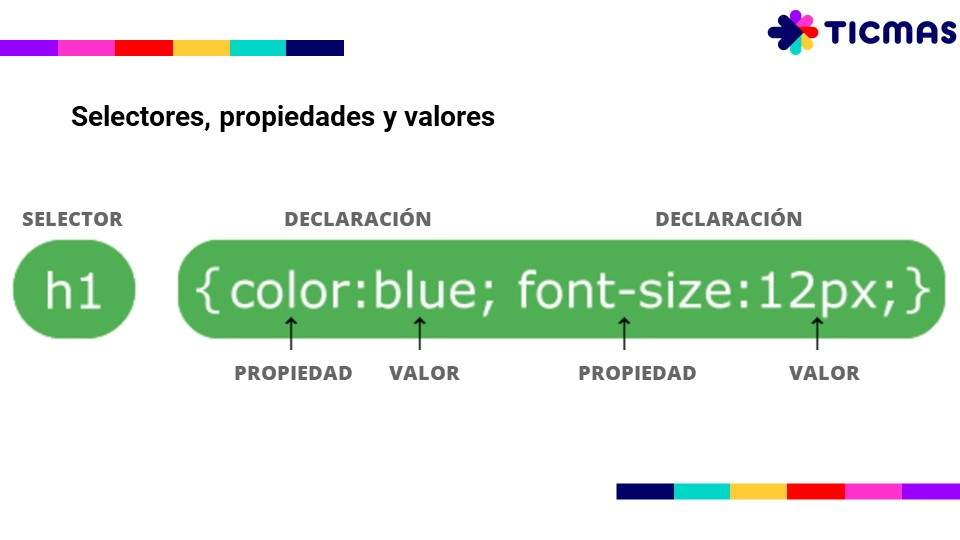 TICMAS
Selectores, propiedades y valores
SELECTOR DECLARACIÓN DECLARACIÓN
h1 {color:blue; font-size:12px;}
PROPIEDAD VALOR PROPIEDAD VALOR